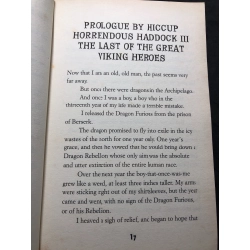 PROLOGUE BY HICCUP
HORRENDOUS HADDOCK III
THE LAST OF THE GREAT
VIKING HEROES
Now that I am an old, old man, the past seems very
far away.
But once there were dragons in the Archipelago.
And once I was a boy, a boy who in the
thirteenth year of his life made a terrible mistake.
I released the Dragon Furious from the prison
of Berserk.
The dragon promised to fly into exile in the icy
wastes of the north for one year only. One year's
grace, and then he vowed that he would bring down a
Dragon Rebellion whose only aim was the absolute
and utter extinction of the entire human race.
Over the next year the boy that once was me
grew like a weed, at least three inches taller. My arms
were sticking right out of my shirtsleeves, but the year
came and went, with no sign of the Dragon Furious,
or of his Rebellion.
I heaved a sigh of relief, and began to hope that
17